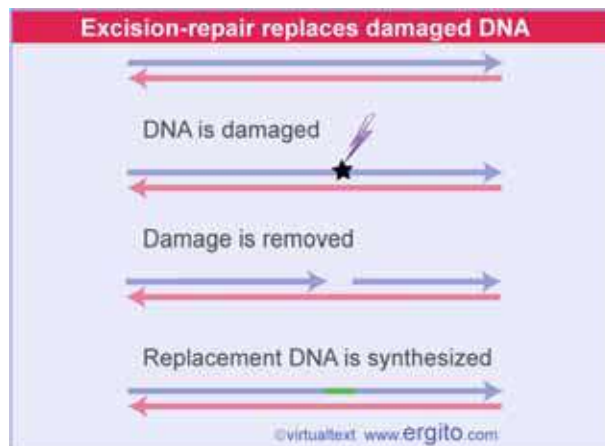 Excision-repair replaces damaged DNA
DNA is damaged
Damage is removed
Replacement DNA is synthesized
©virtualtext www.ergito.com